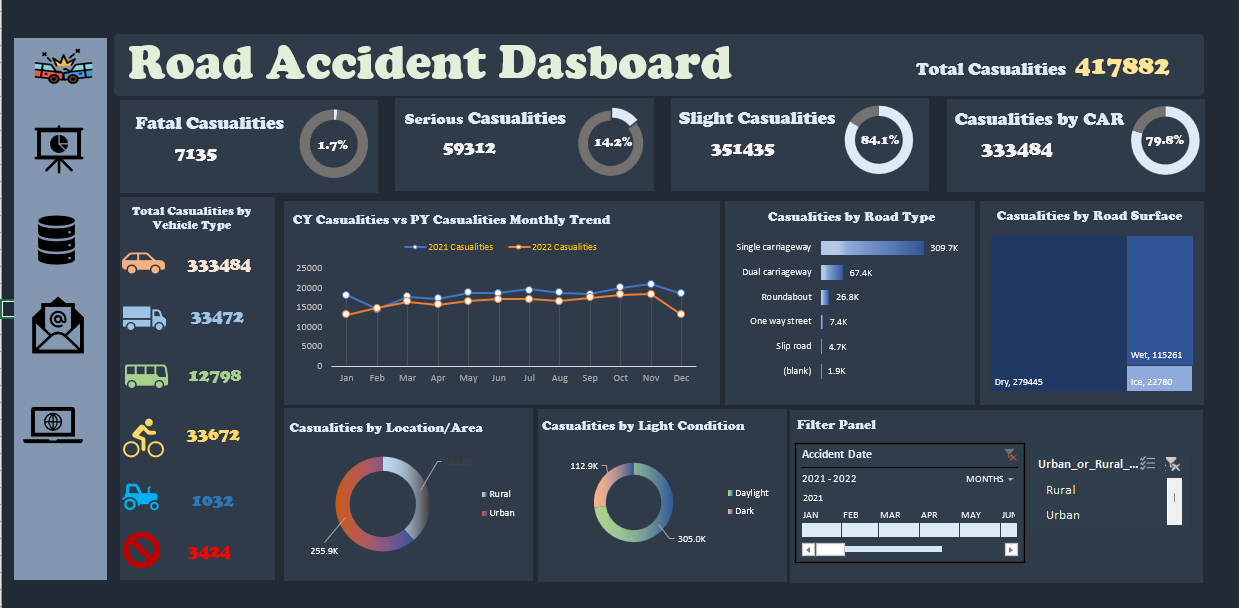 Road Accident Dasboard
Total Casualities 417882
Fatal Casualities
7135
1.7%
Serious Casualities
59312
14.2%
Slight Casualities
351435
84.1%
Casualities by CAR
333484
79.8%
Total Casualities by
Vehicle Type
333484
33472
12798
33672
1032
3424
CY Casualities vs PY Casualities Monthly Trend
2021 Casualities 2022 Casualities
25000
20000
15000
10000
5000
0
Jan Feb Mar Apr May Jun Jul Aug Sep Oct Nov Dec
Casualities by Road Type
Single carriageway 309.7K
Dual carriageway 67.4K
Roundabout 26.8K
One way street 7.4K
Slip road 4.7K
(blank) 1.9K
Casualities by Road Surface
Wet, 115261
Dry, 279445
Ice, 22780
Casualities by Location/Area
Rural
Urban
255.9K
Casualities by Light Condition
112.9K
Daylight
Dark
305.0K
Filter Panel
Accident Date
2021 - 2022 MONTHS
2021
JAN FEB MAR APR MAY JUN
Urban_or_Rural_...
Rural
Urban
@